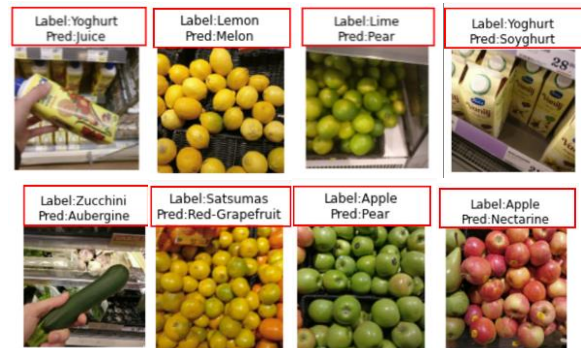 Label:Yoghurt
Pred:Juice
Label:Lemon
Pred:Melon
Label:Lime
Pred:Pear
Label:Yoghurt
Pred:Soyghurt
28
Label:Zucchini
Pred:Aubergine
Label:Satsumas
Pred:Red-Grapefruit
Label:Apple
Pred:Pear
Label:Apple
Pred:Nectarine